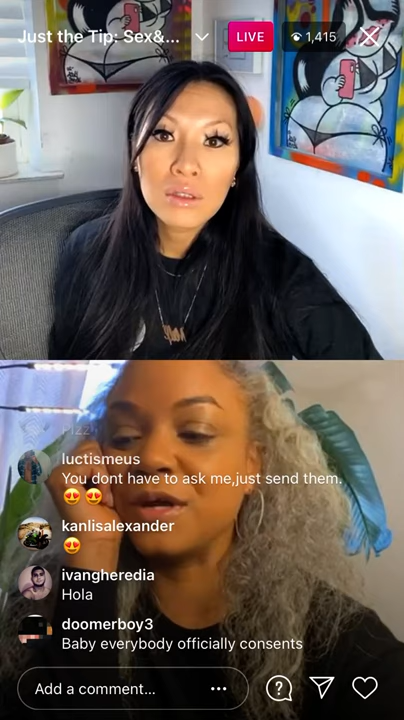 Just the Tip: Sex&...
LIVE
1,415
luctismeus
You dont have to ask me,just send them.
kanlisalexander
ivangheredia
Hola
doomerboy3
Baby everybody officially consents
Add a comment...